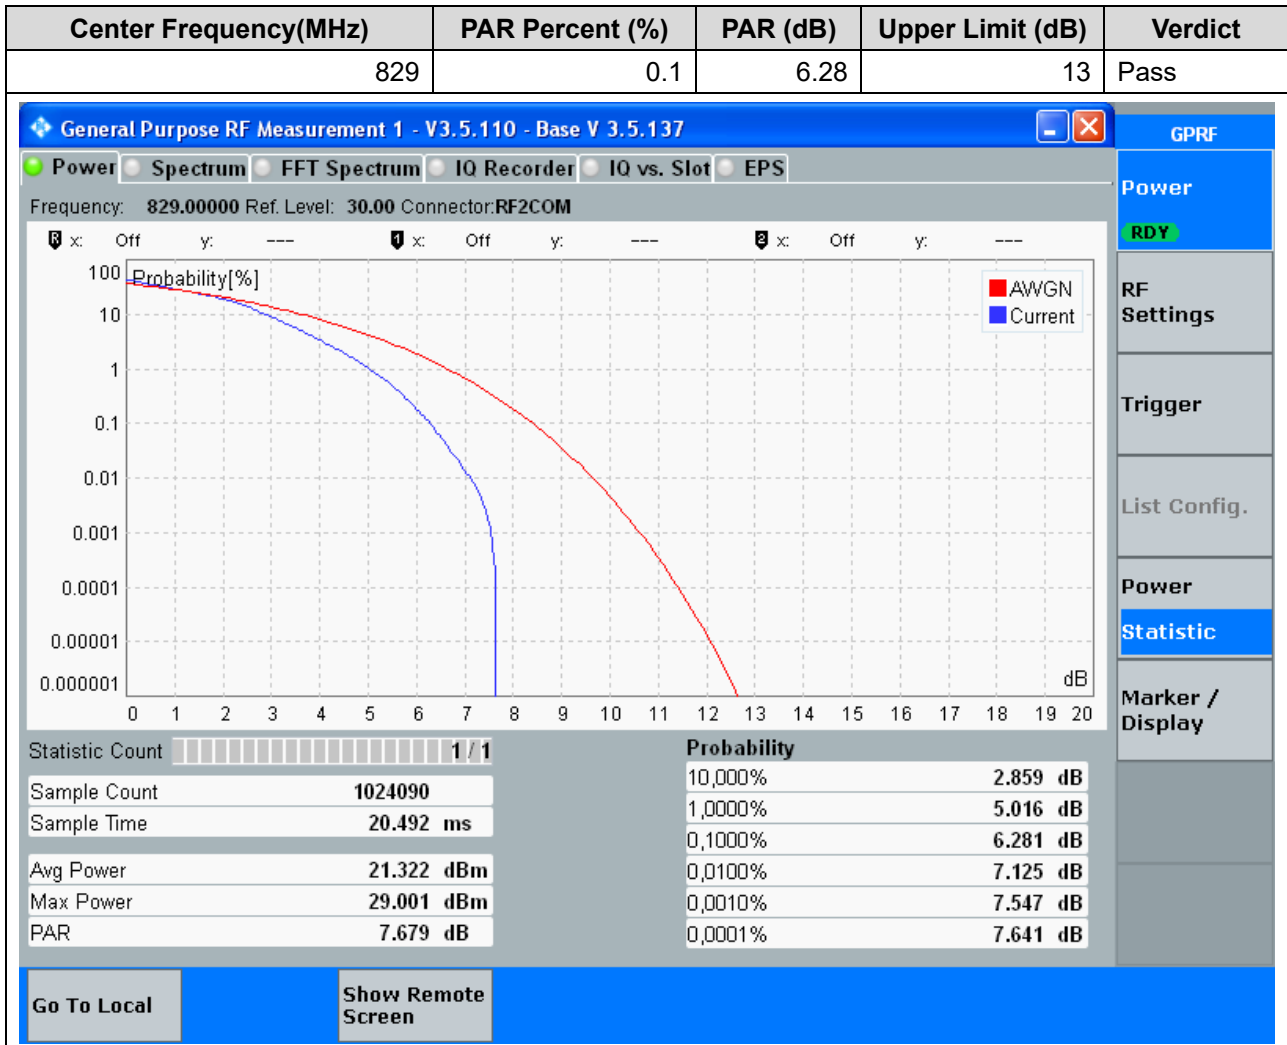 Center Frequency(MHz) PAR Percent (%) PAR (dB) Upper Limit (dB) Verdict
829 0.1 6.28 13 Pass
General Purpose RF Measurement 1 - V3.5.110 - Base V 3.5.137
GPRF
Power Spectrum FFT Spectrum IQ Recorder IQ vs. Slot EPS
Power
RDY
Frequency: 829.00000 Ref. Level: 30.00 Connector:RF2COM
R x: Off y: --- 1 x: Off y: --- 2 x: Off y: ---
Probability[%]
AWGN
Current
100
10
1
0.1
0.01
0.001
0.0001
0.00001
0.000001
dB
0 1 2 3 4 5 6 7 8 9 10 11 12 13 14 15 16 17 18 19 20
RF
Settings
Trigger
List Config.
Power
Statistic
Marker /
Display
Statistic Count 1 / 1
Sample Count 1024090
Sample Time 20.492 ms
Avg Power 21.322 dBm
Max Power 29.001 dBm
PAR 7.679 dB
Probability
10,000% 2.859 dB
1,0000% 5.016 dB
0,1000% 6.281 dB
0,0100% 7.125 dB
0,0010% 7.547 dB
0,0001% 7.641 dB
Go To Local
Show Remote
Screen